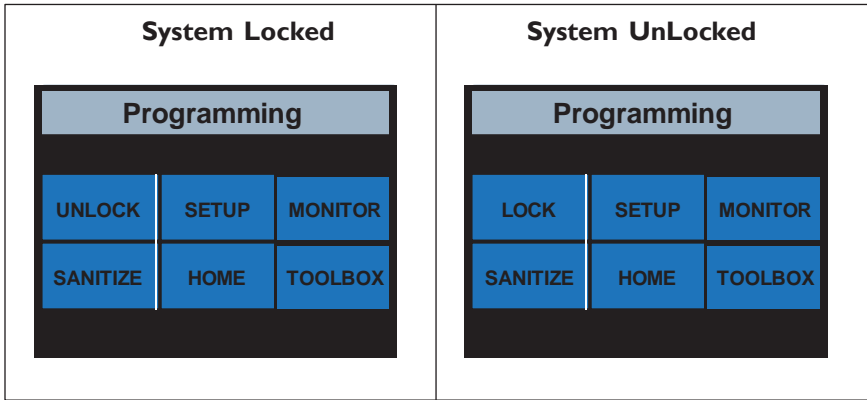 System Locked
Programming
UNLOCK SETUP MONITOR
SANITIZE HOME TOOLBOX
System UnLocked
Programming
LOCK SETUP MONITOR
SANITIZE HOME TOOLBOX